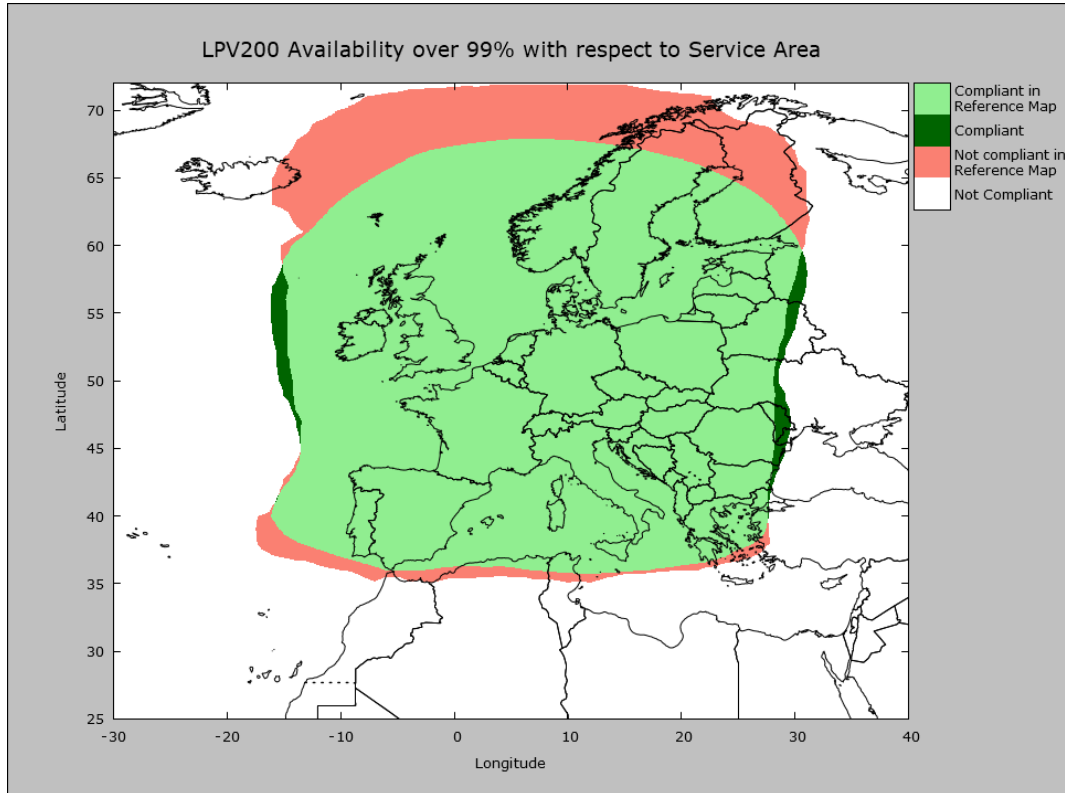 LPV200 Availability over 99% with respect to Service Area
70
65
60
55
50
45
40
35
30
25
-30
-20
-10
0
10
20
30
40
Latitude
Longitude
Compliant in
Reference Map
Compliant
Not compliant in
Reference Map
Not Compliant